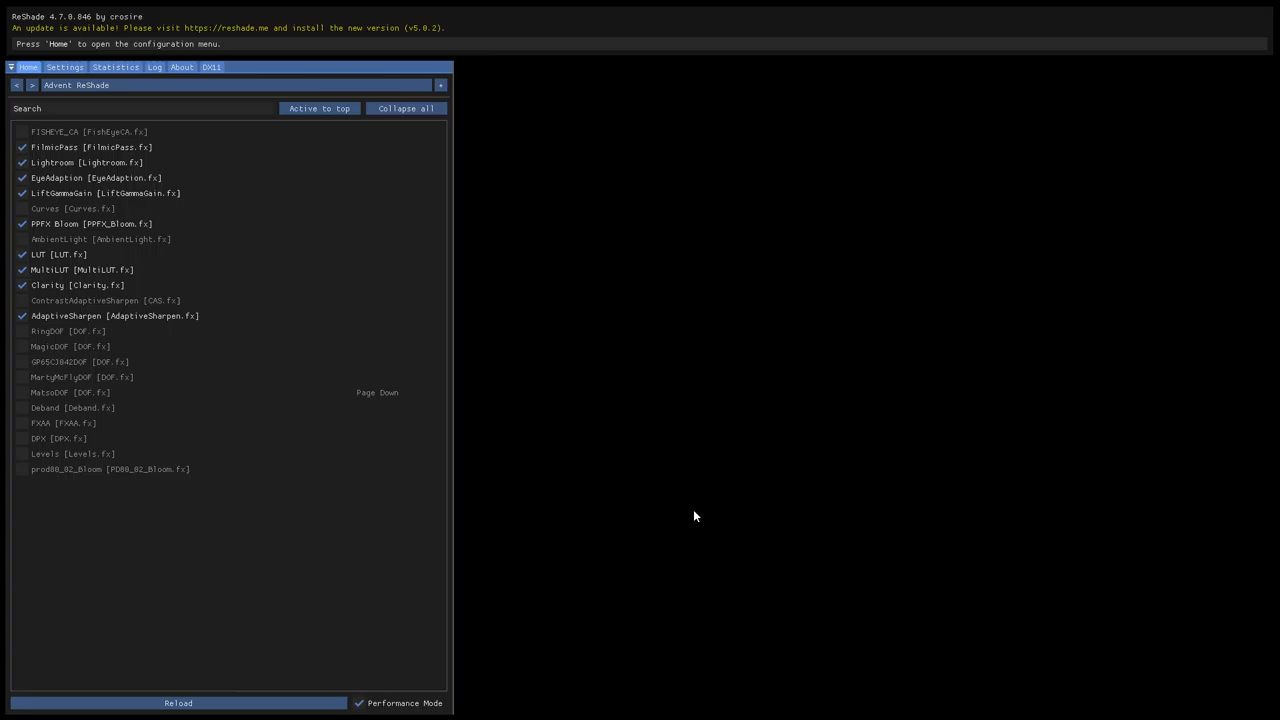 ReShade 4.7.0.846 by crosire
An update is available! Please visit https://reshade.me and install the new version (v5.0.2).
Press 'Home' to open the configuration menu.
Home Settings Statistics Log About DX11
< > Advent ReShade +
Search Active to top Collapse all
FISHEYE_CA [FishEyeCA.fx]
FilmicPass [FilmicPass.fx]
Lightroom [Lightroom.fx]
EyeAdaption [EyeAdaption.fx]
LiftGammaGain [LiftGammaGain.fx]
Curves [Curves.fx]
PPFX Bloom [PPFX_Bloom.fx]
AmbientLight [AmbientLight.fx]
LUT [LUT.fx]
MultiLUT [MultiLUT.fx]
Clarity [Clarity.fx]
ContrastAdaptiveSharpen [CAS.fx]
AdaptiveSharpen [AdaptiveSharpen.fx]
RingDOF [DOF.fx]
MagicDOF [DOF.fx]
GP65CJ042DOF [DOF.fx]
MartyMcFlyDOF [DOF.fx]
MatsoDOF [DOF.fx] Page Down
Deband [Deband.fx]
FXAA [FXAA.fx]
DPX [DPX.fx]
Levels [Levels.fx]
prod80_02_Bloom [PD80_02_Bloom.fx]
Reload Performance Mode